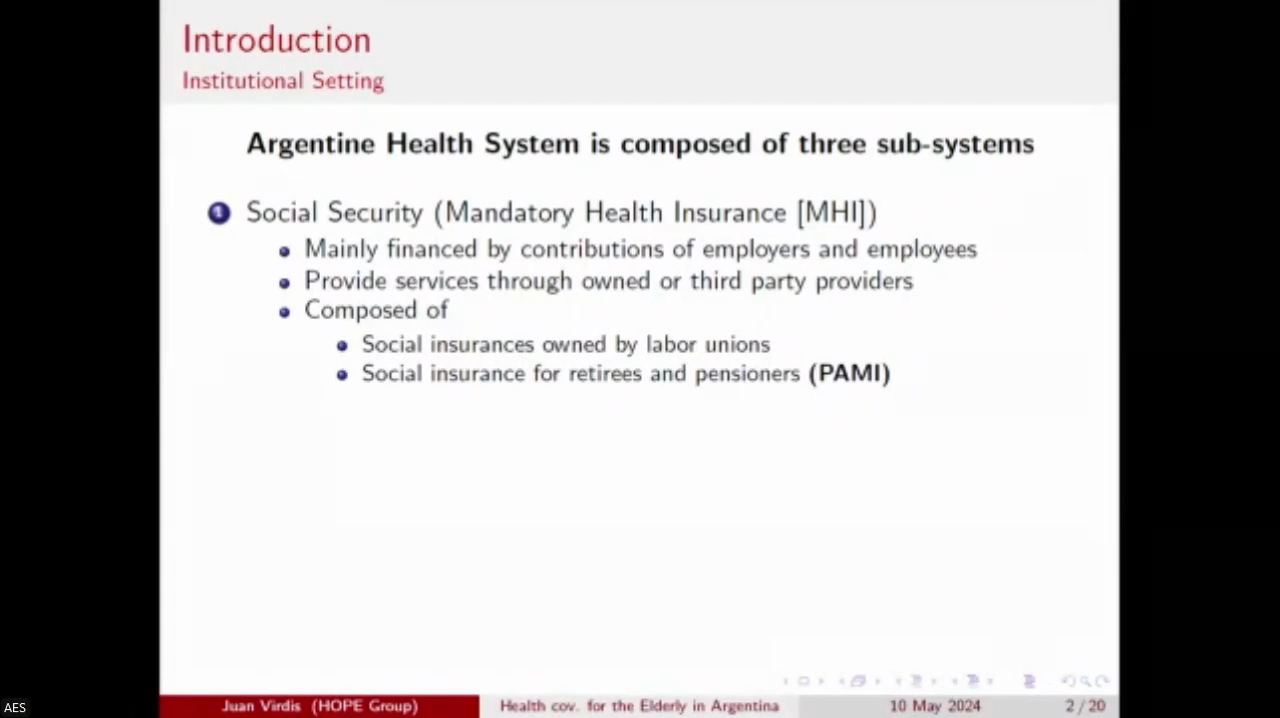 Introduction
Institutional Setting
Argentine Health System is composed of three sub-systems
1 Social Security (Mandatory Health Insurance [MHI])
Mainly financed by contributions of employers and employees
Provide services through owned or third party providers
Composed of
Social insurances owned by labor unions
Social insurance for retirees and pensioners (PAMI)
AES
Juan Virdis (HOPE Group) Health cov. for the Elderly in Argentina 10 May 2024 2 / 20